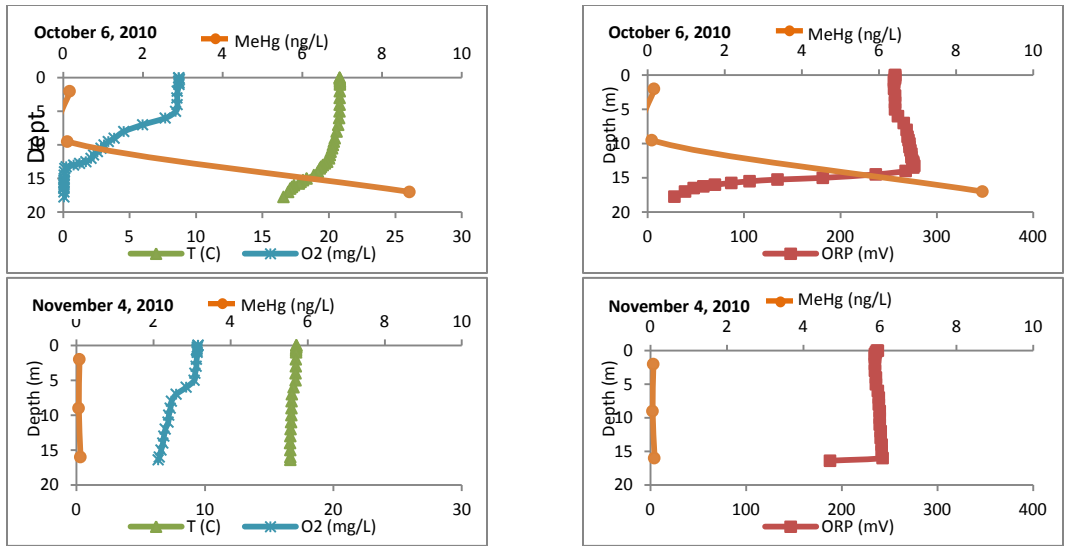 October 6, 2010
MeHg (ng/L)
0 2 4 6 8 10
Dept
0
5
10
15
20
0 5 10 15 20 25 30
T (C) O2 (mg/L)
October 6, 2010
MeHg (ng/L)
0 2 4 6 8 10
Depth (m)
0
5
10
15
20
0 100 200 300 400
ORP (mV)
November 4, 2010
MeHg (ng/L)
0 2 4 6 8 10
Depth (m)
0
5
10
15
20
0 10 20 30
T (C) O2 (mg/L)
November 4, 2010
MeHg (ng/L)
0 2 4 6 8 10
Depth (m)
0
5
10
15
20
0 100 200 300 400
ORP (mV)